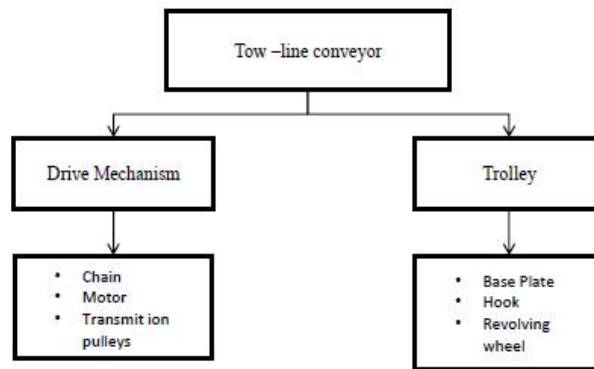 Tow –line conveyor
Drive Mechanism
Trolley
• Chain
• Motor
• Transmit ion
pulleys
• Base Plate
• Hook
• Revolving
wheel